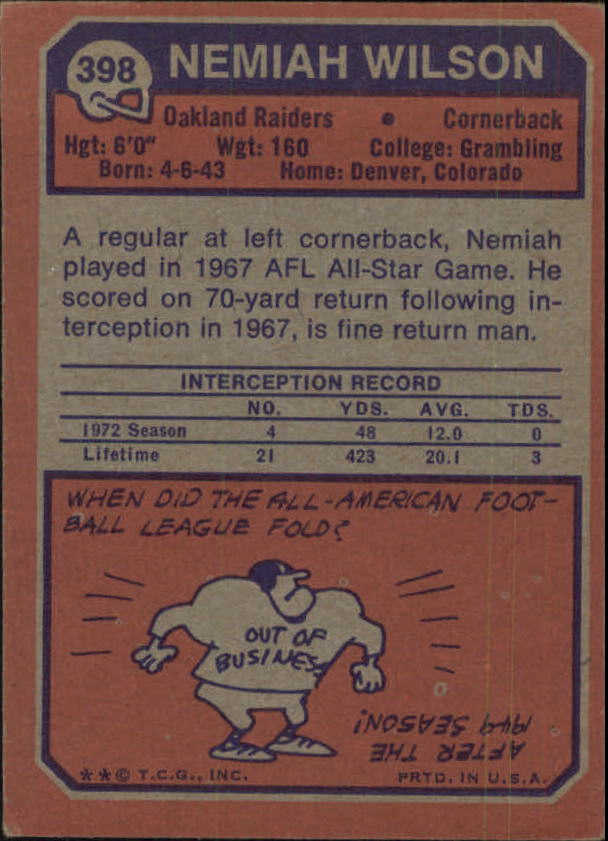 398 NEMIAH WILSON
Oakland Raiders • Cornerback
Hgt: 6'0" Wgt: 160 College: Grambling
Born: 4-6-43 Home: Denver, Colorado
A regular at left cornerback, Nemiah
played in 1967 AFL All-Star Game. He
scored on 70-yard return following in-
terception in 1967, is fine return man.
INTERCEPTION RECORD
NO. YDS. AVG. TDS.
1972 Season 4 48 12.0 0
Lifetime 21 423 20.1 3
WHEN DID THE ALL-AMERICAN FOOT-
BALL LEAGUE FOLD?
OUT OF
BUSINESS
AFTER THE
1949 SEASON!
**© T.C.G., INC. PRTD. IN U.S.A.